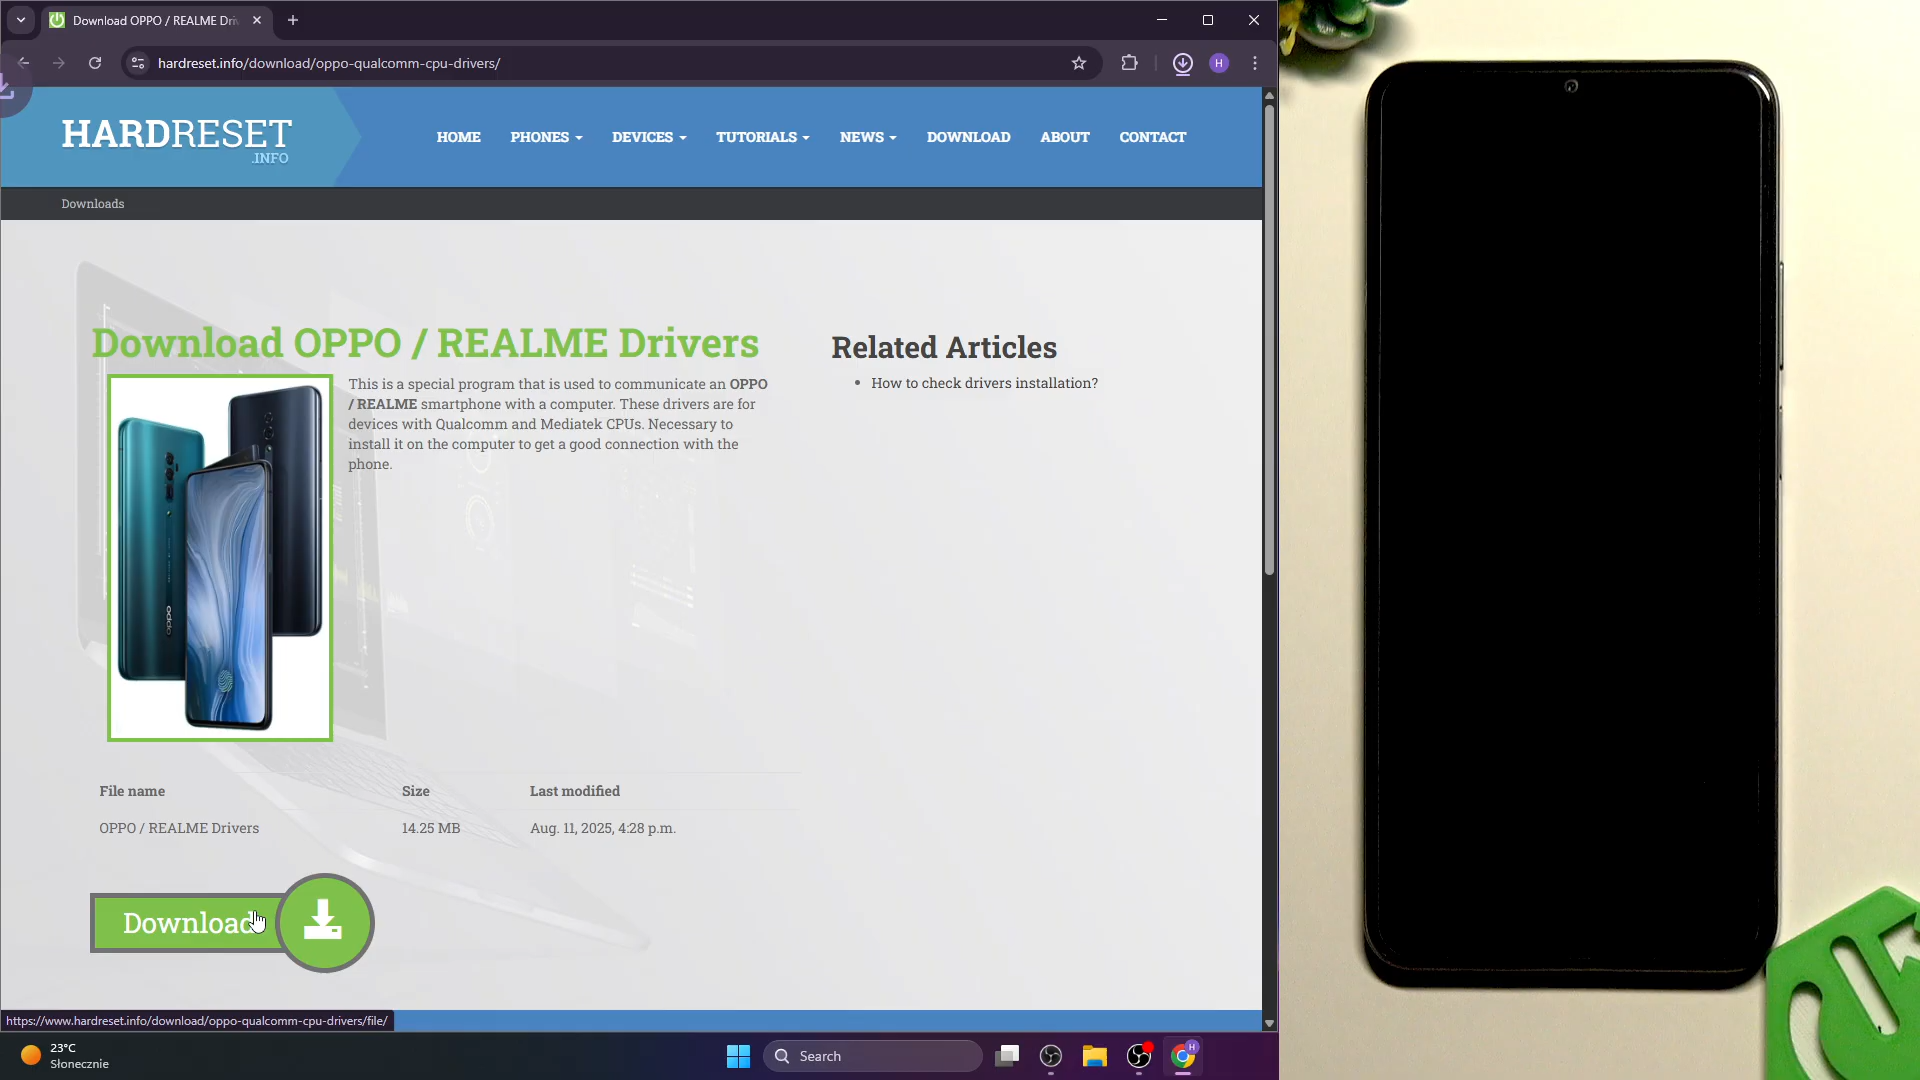 Download OPPO / REALME Driv
hardreset.info/download/oppo-qualcomm-cpu-drivers/
H
HARDRESET
.INFO
HOME
PHONES
DEVICES
TUTORIALS
NEWS
DOWNLOAD
ABOUT
CONTACT
Downloads
Download OPPO / REALME Drivers
This is a special program that is used to communicate an OPPO
/ REALME smartphone with a computer. These drivers are for
devices with Qualcomm and Mediatek CPUs. Necessary to
install it on the computer to get a good connection with the
phone.
oppo
Related Articles
How to check drivers installation?
File name Size Last modified
OPPO / REALME Drivers 14.25 MB Aug. 11, 2025, 4:28 p.m.
Download
https://www.hardreset.info/download/oppo-qualcomm-cpu-drivers/file/
23°C
Słonecznie
Search
H